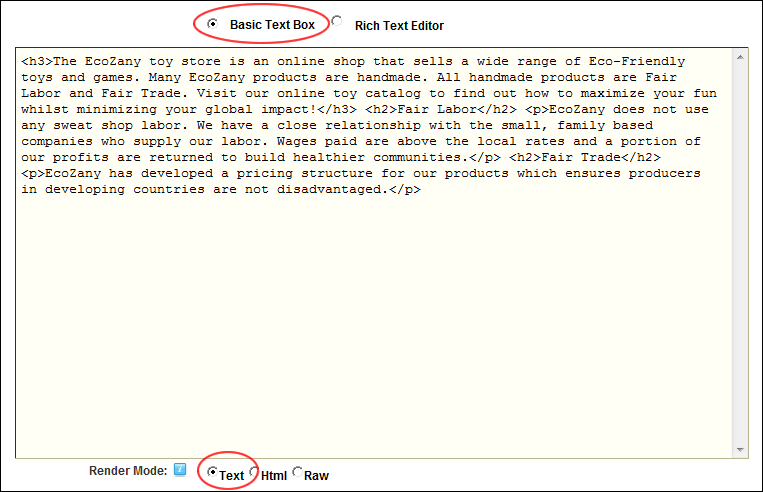 Basic Text Box Rich Text Editor
<h3>The EcoZany toy store is an online shop that sells a wide range of Eco-Friendly
toys and games. Many EcoZany products are handmade. All handmade products are Fair
Labor and Fair Trade. Visit our online toy catalog to find out how to maximize your fun
whilst minimizing your global impact!</h3> <h2>Fair Labor</h2> <p>EcoZany does not use
any sweat shop labor. We have a close relationship with the small, family based
companies who supply our labor. Wages paid are above the local rates and a portion of
our profits are returned to build healthier communities.</p> <h2>Fair Trade</h2>
<p>EcoZany has developed a pricing structure for our products which ensures producers
in developing countries are not disadvantaged.</p>
Render Mode: ? Text Html Raw